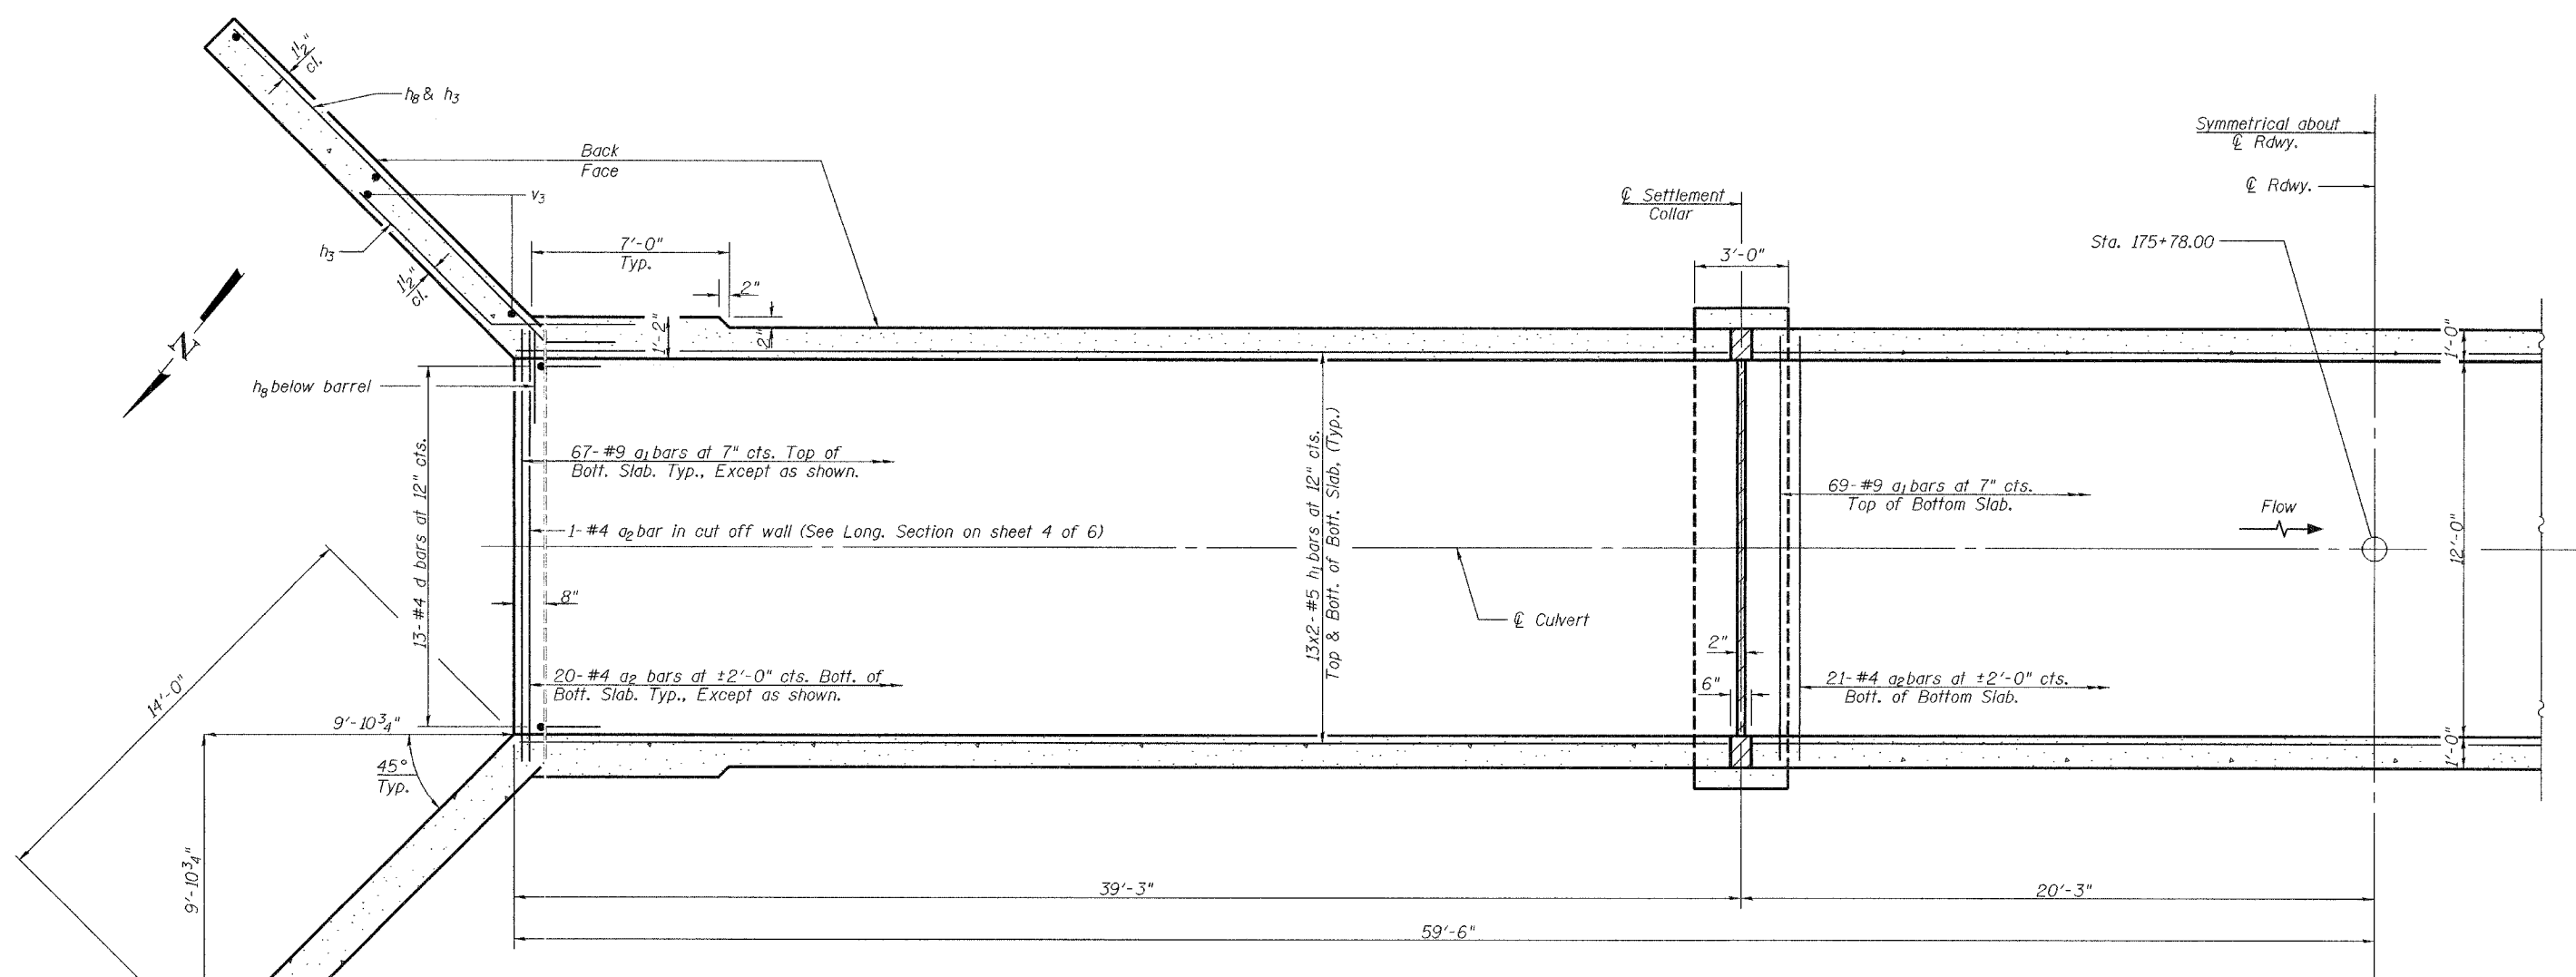 1½" cl.
h8 & h3
Back
Face
v3
h3
1½" cl.
7'-0"
Typ.
2"
2"
1'-2"
N
h8 below barrel
13-#4 d bars at 12" cts.
67-#9 a1 bars at 7" cts. Top of
Bott. Slab. Typ., Except as shown.
1-#4 a2 bar in cut off wall (See Long. Section on sheet 4 of 6)
8"
20-#4 a2 bars at ±2'-0" cts. Bott. of
Bott. Slab. Typ., Except as shown.
14'-0"
9'-10¾"
9'-10¾"
45°
Typ.
13x2-#5 h1 bars at 12" cts.
Top & Bott. of Bott. Slab, (Typ.)
℄ Settlement
Collar
3'-0"
℄ Culvert
2"
6"
69-#9 a1 bars at 7" cts.
Top of Bottom Slab.
21-#4 a2 bars at ±2'-0" cts.
Bott. of Bottom Slab.
Symmetrical about
℄ Rdwy.
℄ Rdwy.
Sta. 175+78.00
Flow
1'-0"
12'-0"
1'-0"
39'-3"
20'-3"
59'-6"